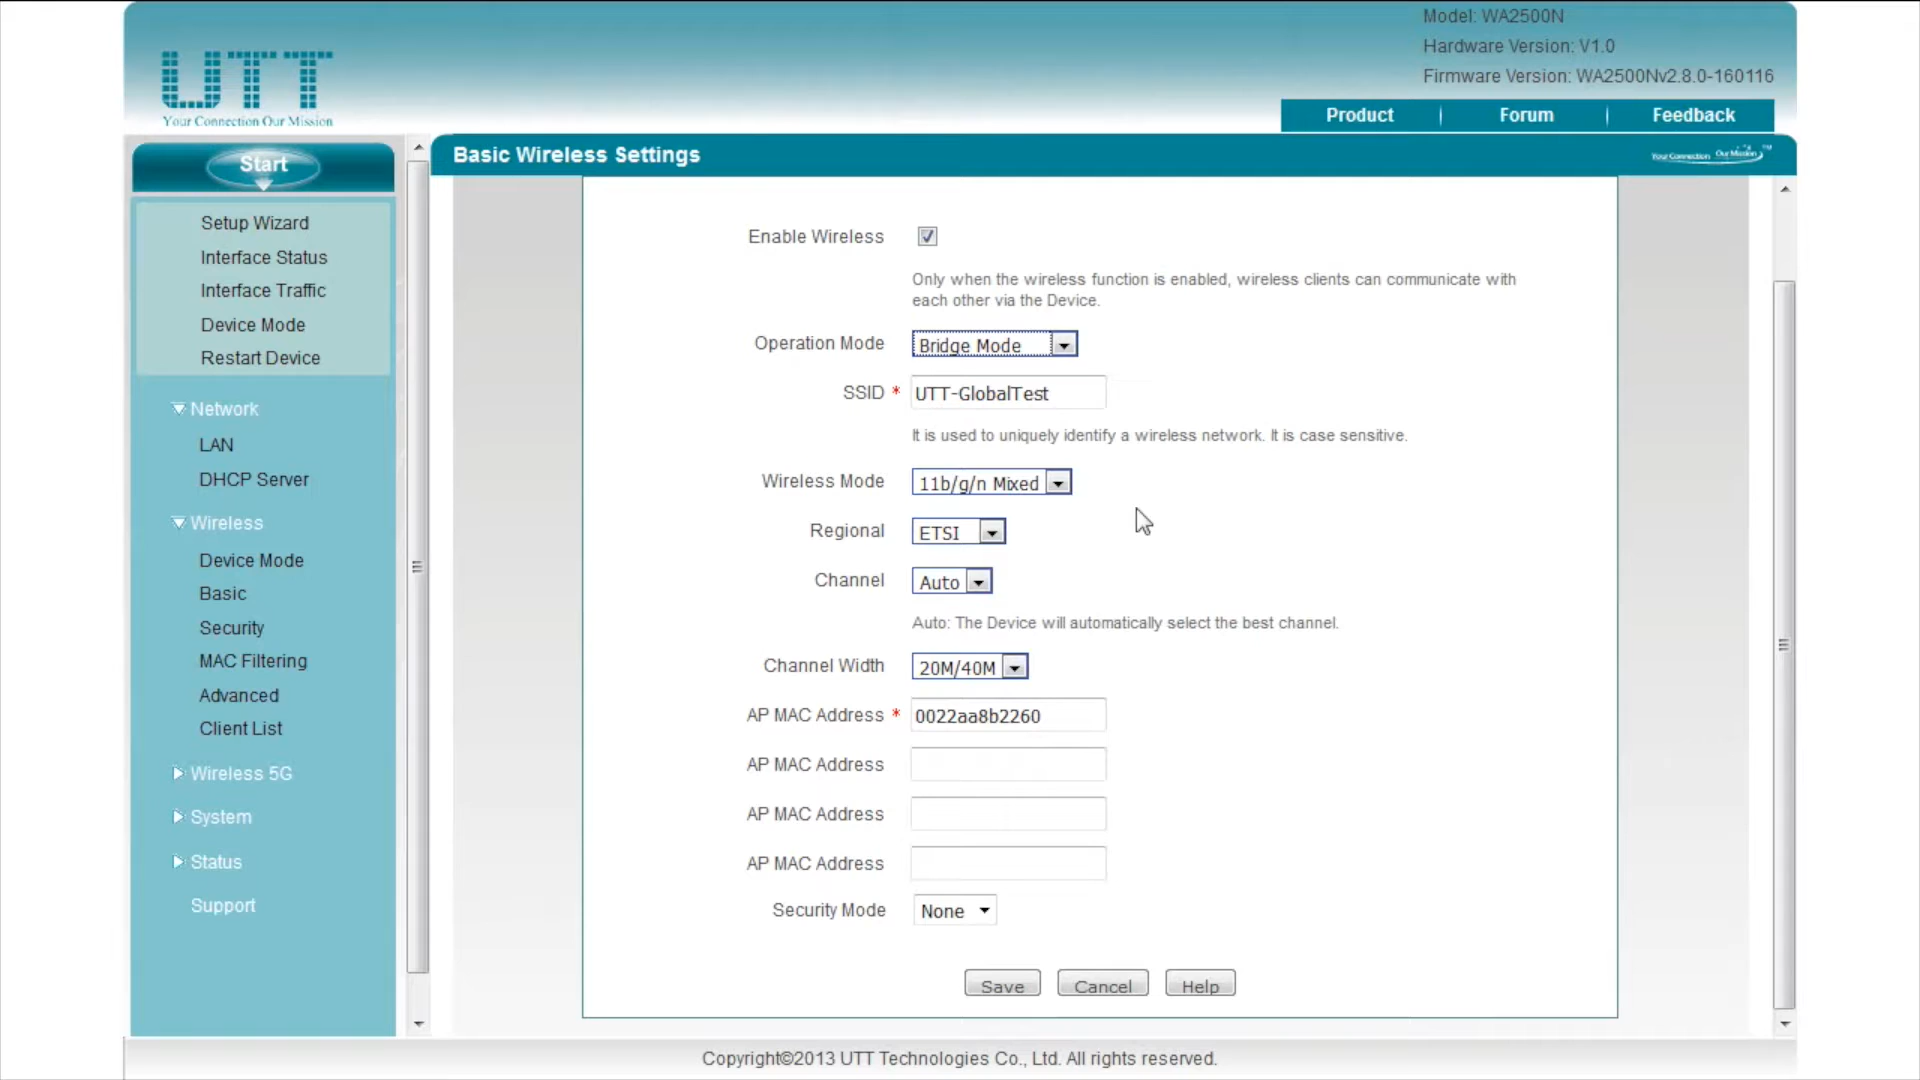 Model: WA2500N
Hardware Version: V1.0
Firmware Version: WA2500Nv2.8.0-160116
UTT
Your Connection Our Mission
Product | Forum | Feedback
Start
Setup Wizard
Interface Status
Interface Traffic
Device Mode
Restart Device
Network
LAN
DHCP Server
Wireless
Device Mode
Basic
Security
MAC Filtering
Advanced
Client List
Wireless 5G
System
Status
Support
Basic Wireless Settings
Your Connection Our Mission TM
Enable Wireless
Only when the wireless function is enabled, wireless clients can communicate with
each other via the Device.
Operation Mode Bridge Mode
SSID * UTT-GlobalTest
It is used to uniquely identify a wireless network. It is case sensitive.
Wireless Mode 11b/g/n Mixed
Regional ETSI
Channel Auto
Auto: The Device will automatically select the best channel.
Channel Width 20M/40M
AP MAC Address * 0022aa8b2260
AP MAC Address
AP MAC Address
AP MAC Address
Security Mode None
Save Cancel Help
Copyright©2013 UTT Technologies Co., Ltd. All rights reserved.